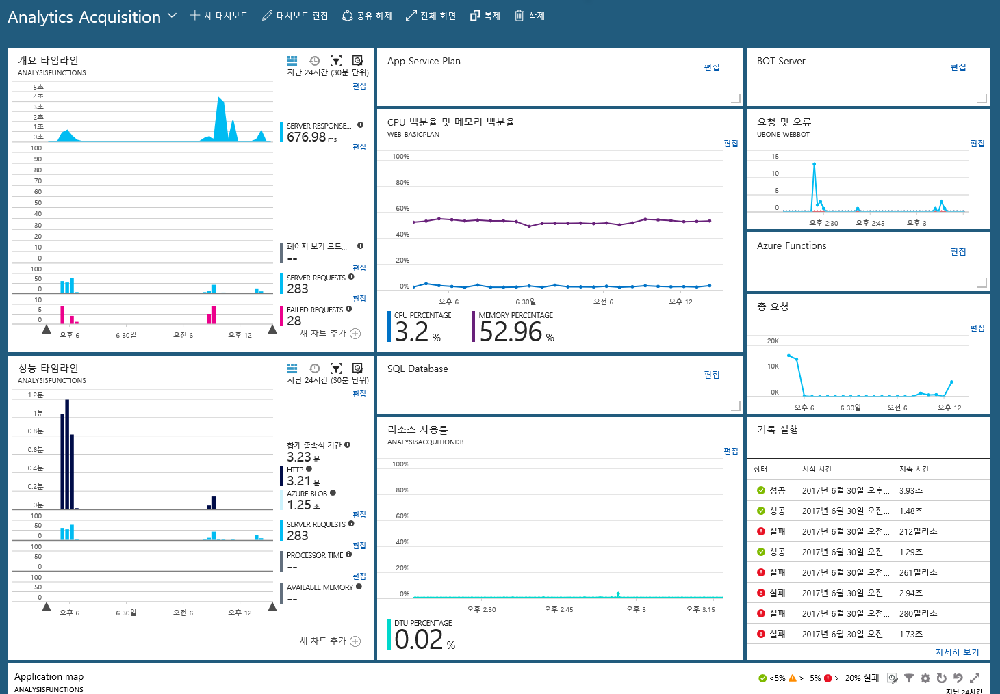 Analytics Acquisition
새 대시보드
대시보드 편집
공유 해제
전체 화면
복제
삭제
개요 타임라인
ANALYSISFUNCTIONS
지난 24시간 (30분 단위)
편집
5초
4초
3초
2초
1초
0초
SERVER RESPONSE...
676.98 ms
편집
100
90
80
70
60
50
40
30
20
10
0
페이지 보기 로드...
--
편집
100
50
0
SERVER REQUESTS
283
편집
10
5
0
FAILED REQUESTS
28
오후 6
6 30일
오전 6
오후 12
새 차트 추가
성능 타임라인
ANALYSISFUNCTIONS
지난 24시간 (30분 단위)
편집
1.2분
1분
0.8분
0.6분
0.4분
0.2분
0분
합계 종속성 기간
3.23 분
HTTP
3.21 분
AZURE BLOB
1.25 초
편집
100
50
0
SERVER REQUESTS
283
편집
100
50
0
PROCESSOR TIME
--
편집
100
50
0
AVAILABLE MEMORY
--
오후 6
6 30일
오전 6
오후 12
새 차트 추가
App Service Plan
편집
CPU 백분율 및 메모리 백분율
WEB-BASICPLAN
편집
100%
80%
60%
40%
20%
0%
오후 6
6 30일
오전 6
오후 12
CPU PERCENTAGE
3.2 %
MEMORY PERCENTAGE
52.96 %
SQL Database
편집
리소스 사용률
ANALYSISACQUITIONDB
편집
100%
80%
60%
40%
20%
0%
오후 2:30
오후 2:45
오후 3
오후 3:15
DTU PERCENTAGE
0.02 %
BOT Server
편집
요청 및 오류
UBONE-WEBBOT
편집
15
10
5
0
오후 2:30
오후 2:45
오후 3
Azure Functions
편집
총 요청
편집
20K
10K
0K
오후 6
6 30일
오전 6
오후 12
기록 실행
상태 시작 시간 지속 시간
성공 2017년 6월 30일 오후... 3.93초
성공 2017년 6월 30일 오전... 1.48초
실패 2017년 6월 30일 오전... 212밀리초
성공 2017년 6월 30일 오전... 1.29초
실패 2017년 6월 30일 오전... 261밀리초
실패 2017년 6월 30일 오전... 2.94초
실패 2017년 6월 30일 오전... 280밀리초
실패 2017년 6월 30일 오전... 1.73초
자세히 보기
Application map
ANALYSISFUNCTIONS
<5% >=5% >=20% 실패
지난 24시간